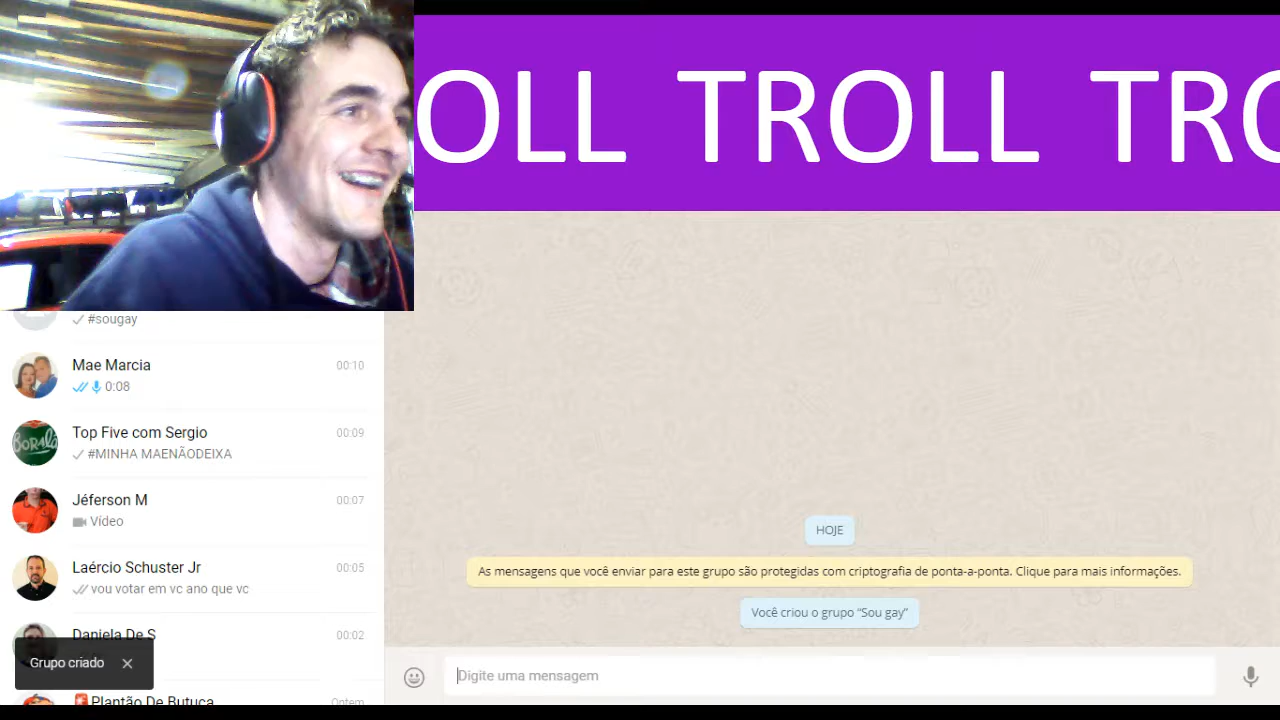 OLL TROLL TRO
#sougay
Mae Marcia 00:10
0:08
Top Five com Sergio 00:09
#MINHA MAENÃODEIXA
Jéferson M 00:07
Vídeo
Laércio Schuster Jr 00:05
vou votar em vc ano que vc
Daniela De S 00:02
Grupo criado
Plantão De Butuca Ontem
HOJE
As mensagens que você enviar para este grupo são protegidas com criptografia de ponta-a-ponta. Clique para mais informações.
Você criou o grupo “Sou gay”
Digite uma mensagem